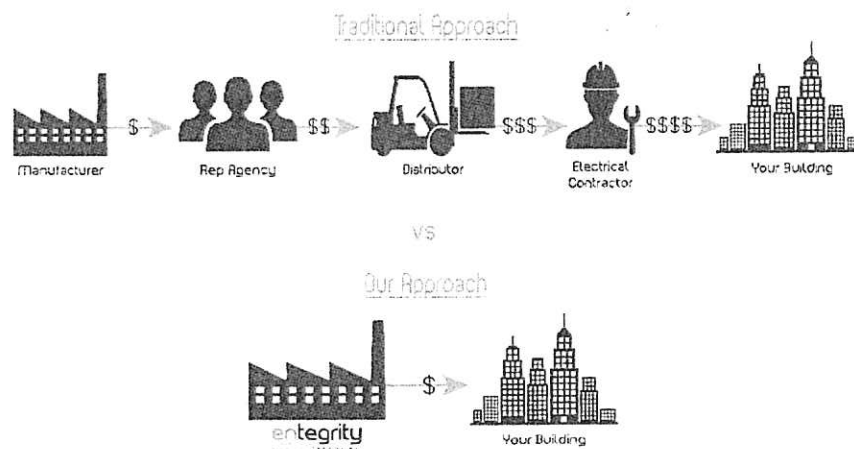 Traditional Approach
$ $$ $$$ $$$$
Manufacturer Rep Agency Distributor Electrical Contractor Your Building
vs
Our Approach
$
entegrity
Your Building